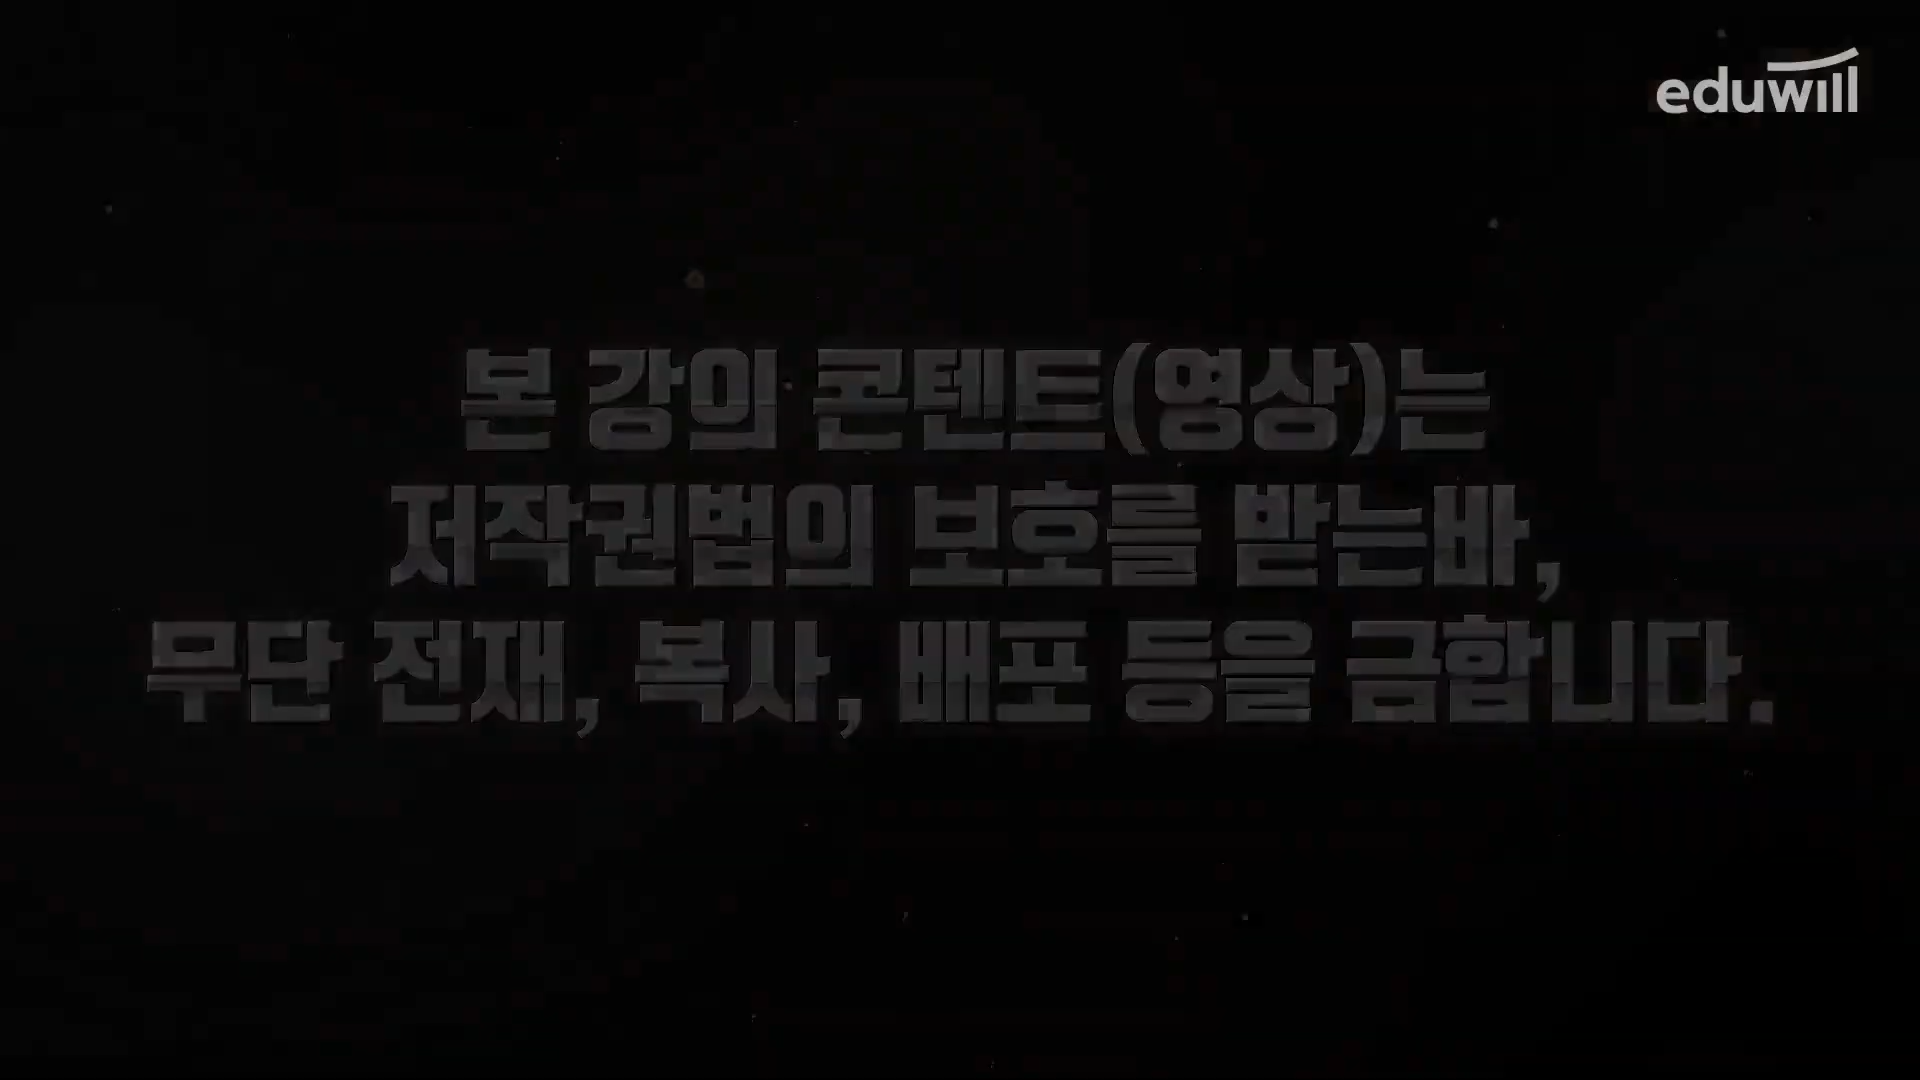 eduwill
본 강의 콘텐트(영상)는
저작권법의 보호를 받는바,
무단 전재, 복사, 배포 등을 금합니다.